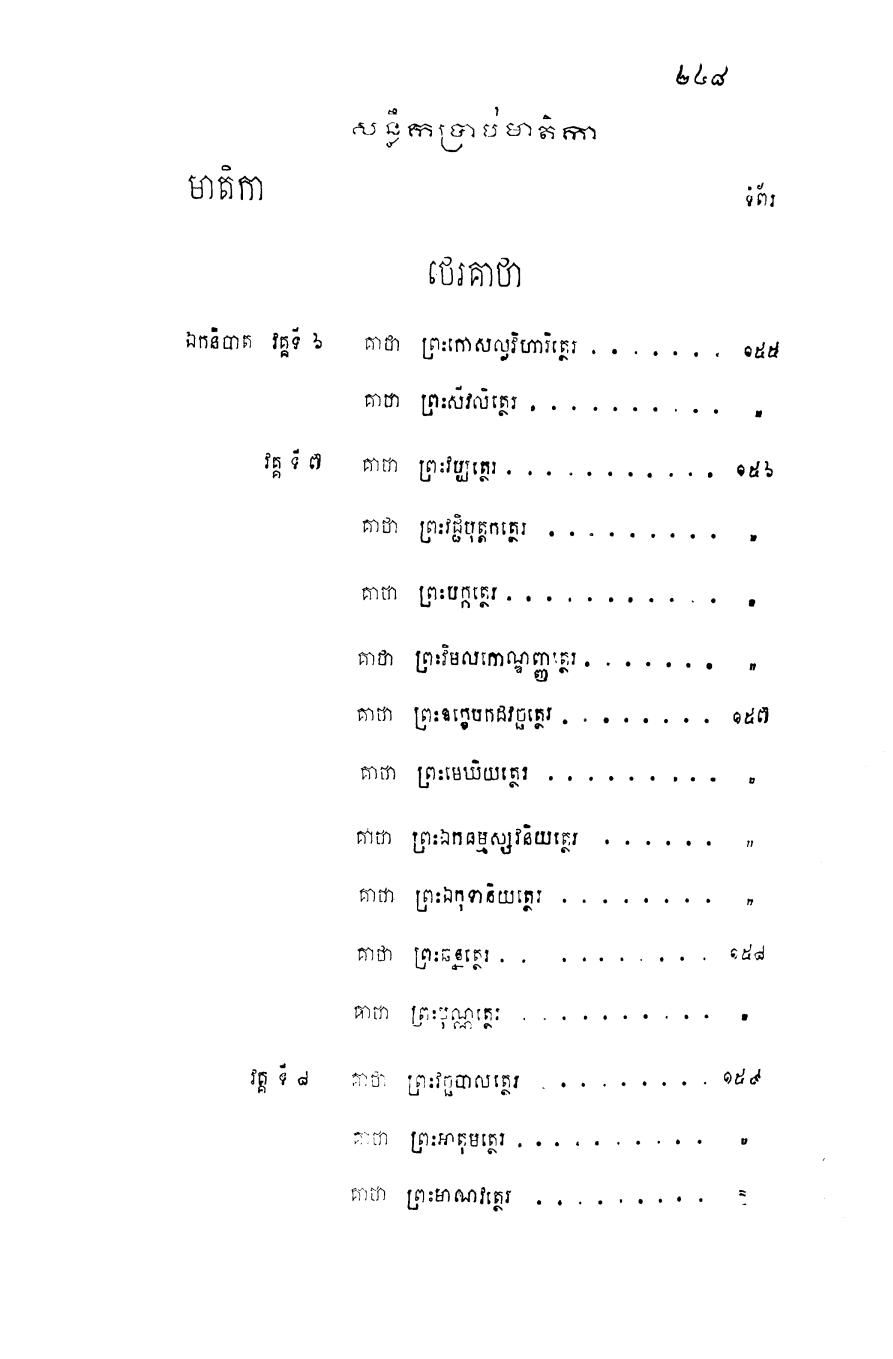 ២៤៨
សន្លឹកប្រាប់មាតិកា
មាតិកា ទំព័រ
ថេរគាថា
ឯកនិបាត វគ្គទី ៦ គាថា ព្រះកោសល្លវិហារិត្ថេរ . . . . . . . ១៥៥
គាថា ព្រះសីវលិត្ថេរ . . . . . . . . . . "
វគ្គ ទី ៧ គាថា ព្រះវប្បត្ថេរ . . . . . . . . . . . ១៥៦
គាថា ព្រះវជ្ជីបុត្តកត្ថេរ . . . . . . . . . "
គាថា ព្រះបក្កត្ថេរ . . . . . . . . . . . "
គាថា ព្រះវិមលកោណ្ឌញ្ញត្ថេរ . . . . . . . "
គាថា ព្រះឧក្ខេបកដវច្ឆត្ថេរ . . . . . . . . ១៥៧
គាថា ព្រះមេឃិយត្ថេរ . . . . . . . . . "
គាថា ព្រះឯកធម្មស្សវនិយត្ថេរ . . . . . . "
គាថា ព្រះឯកុទានិយត្ថេរ . . . . . . . . "
គាថា ព្រះឆន្នត្ថេរ . . . . . . . . . . ១៥៨
គាថា ព្រះបុណ្ណត្ថេរ . . . . . . . . . . "
វគ្គ ទី ៨ គាថា ព្រះវច្ឆបាលត្ថេរ . . . . . . . . . ១៥៩
គាថា ព្រះអាតុមត្ថេរ . . . . . . . . . . "
គាថា ព្រះមាណវត្ថេរ . . . . . . . . . "